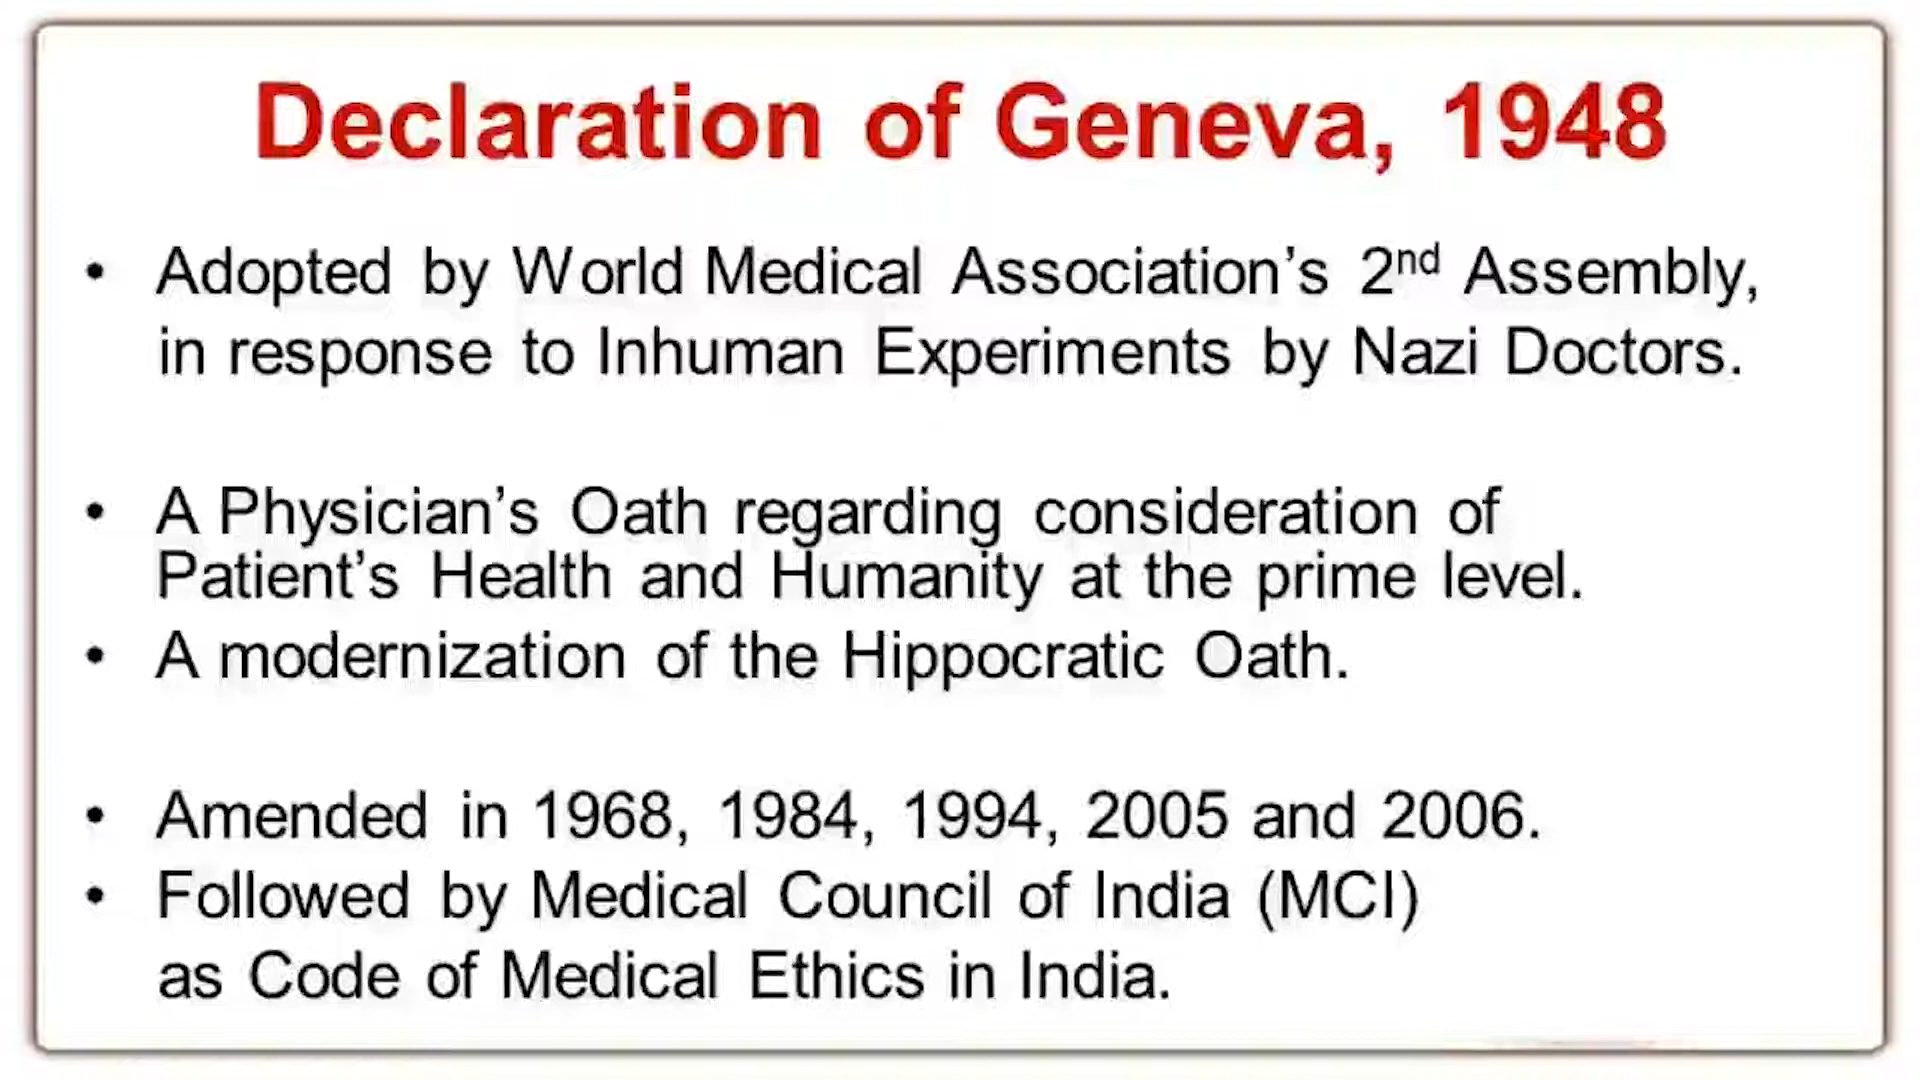 Declaration of Geneva, 1948
• Adopted by World Medical Association’s 2nd Assembly,
in response to Inhuman Experiments by Nazi Doctors.
• A Physician’s Oath regarding consideration of
Patient’s Health and Humanity at the prime level.
• A modernization of the Hippocratic Oath.
• Amended in 1968, 1984, 1994, 2005 and 2006.
• Followed by Medical Council of India (MCI)
as Code of Medical Ethics in India.